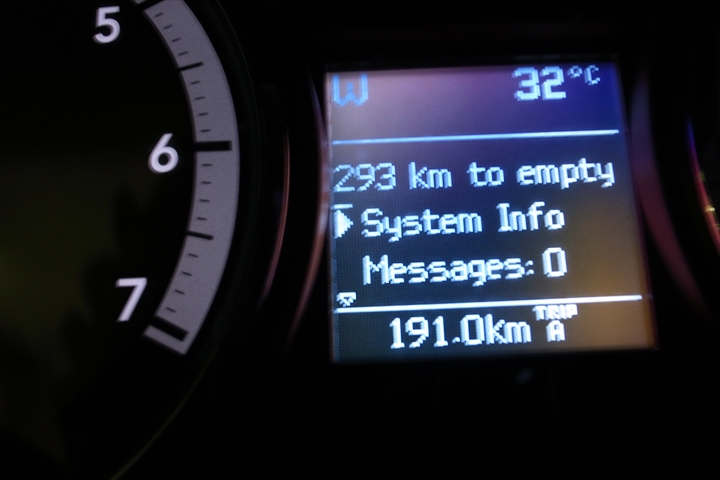 5
6
7
W 32°C
293 km to empty
System Info
Messages: 0
191.0km TRIP A